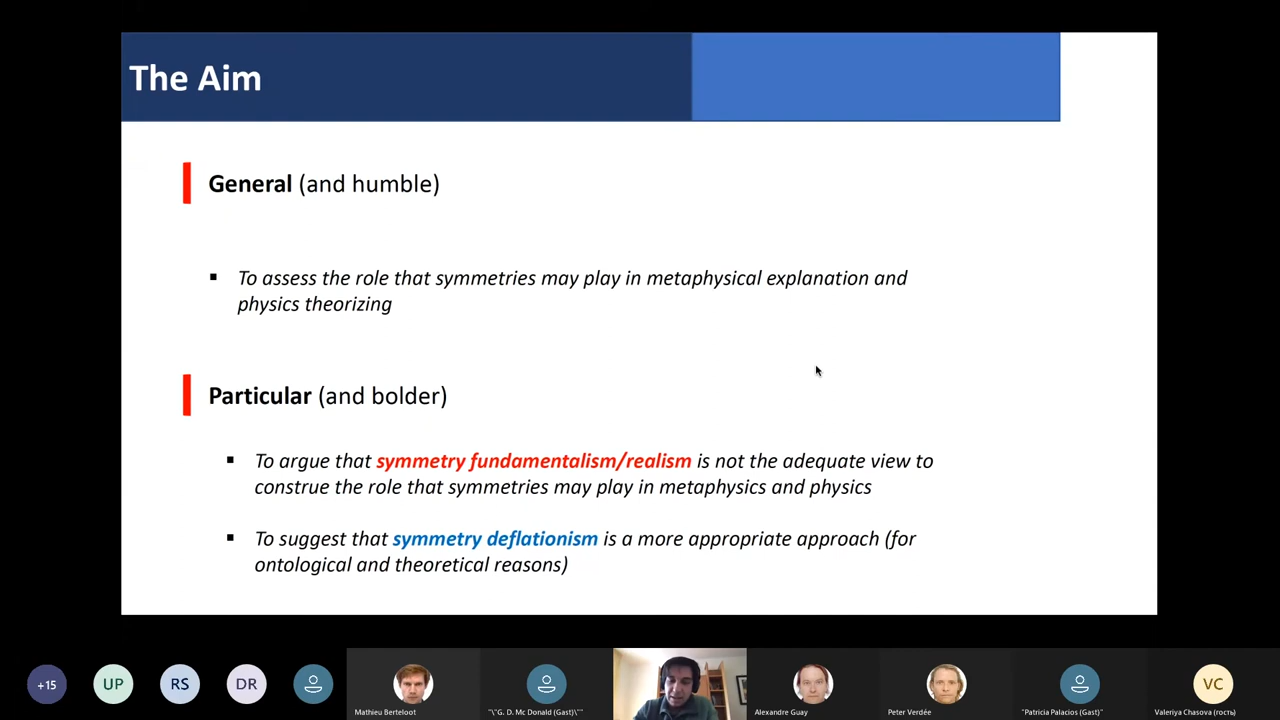 The Aim
General (and humble)
To assess the role that symmetries may play in metaphysical explanation and
physics theorizing
Particular (and bolder)
To argue that symmetry fundamentalism/realism is not the adequate view to
construe the role that symmetries may play in metaphysics and physics
To suggest that symmetry deflationism is a more appropriate approach (for
ontological and theoretical reasons)
+15
UP
RS
DR
Mathieu Berteloot
"\"G. D. Mc Donald (Gast)\""
Alexandre Guay
Peter Verdée
"Patricia Palacios (Gast)"
VC
Valeriya Chasova (гость)